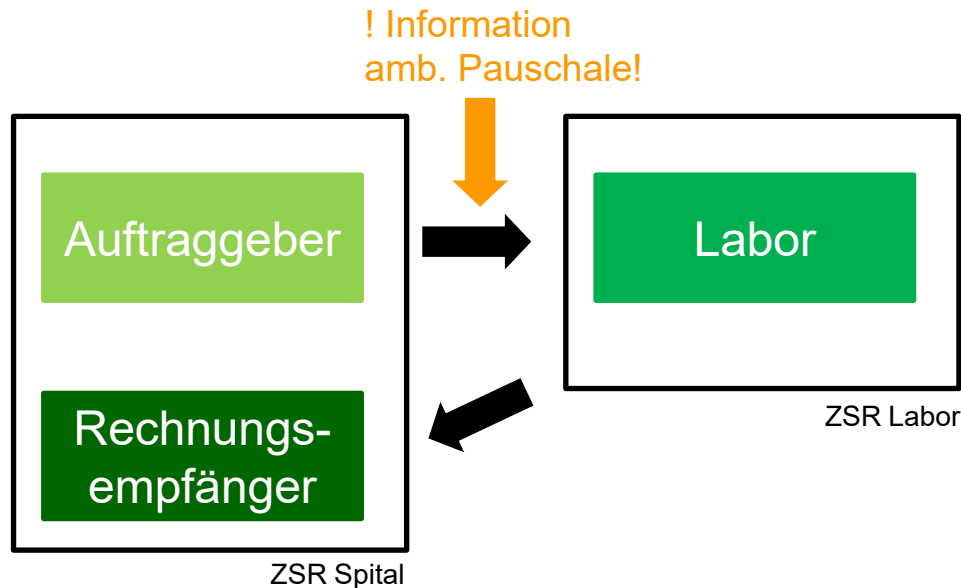 ! Information
amb. Pauschale!
Auftraggeber
Labor
Rechnungs-
empfänger
ZSR Labor
ZSR Spital